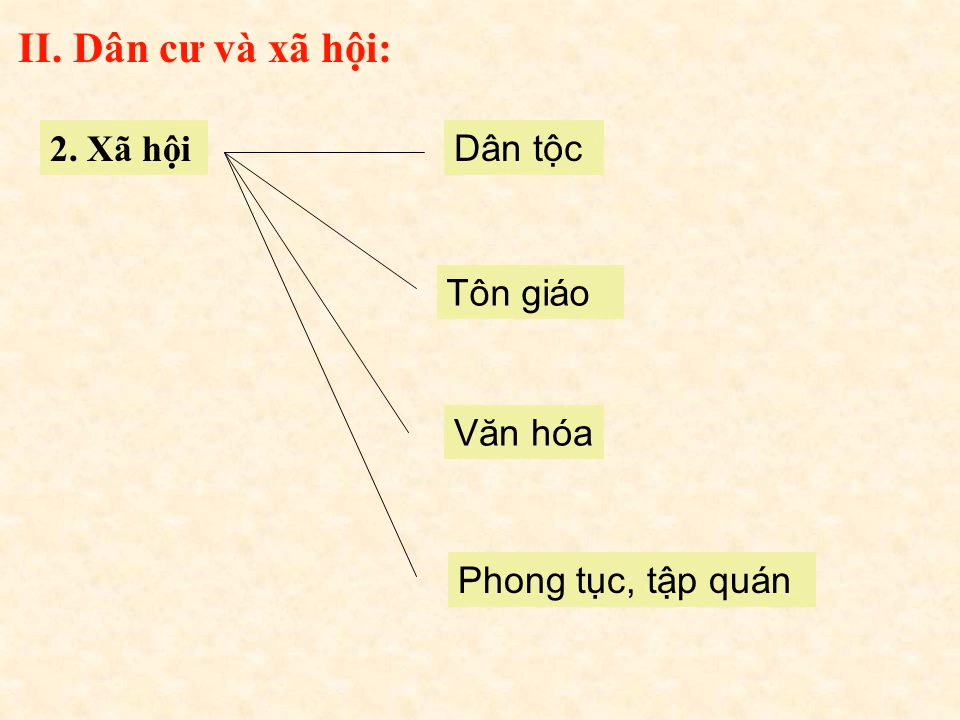 II. Dân cư và xã hội:
2. Xã hội
Dân tộc
Tôn giáo
Văn hóa
Phong tục, tập quán